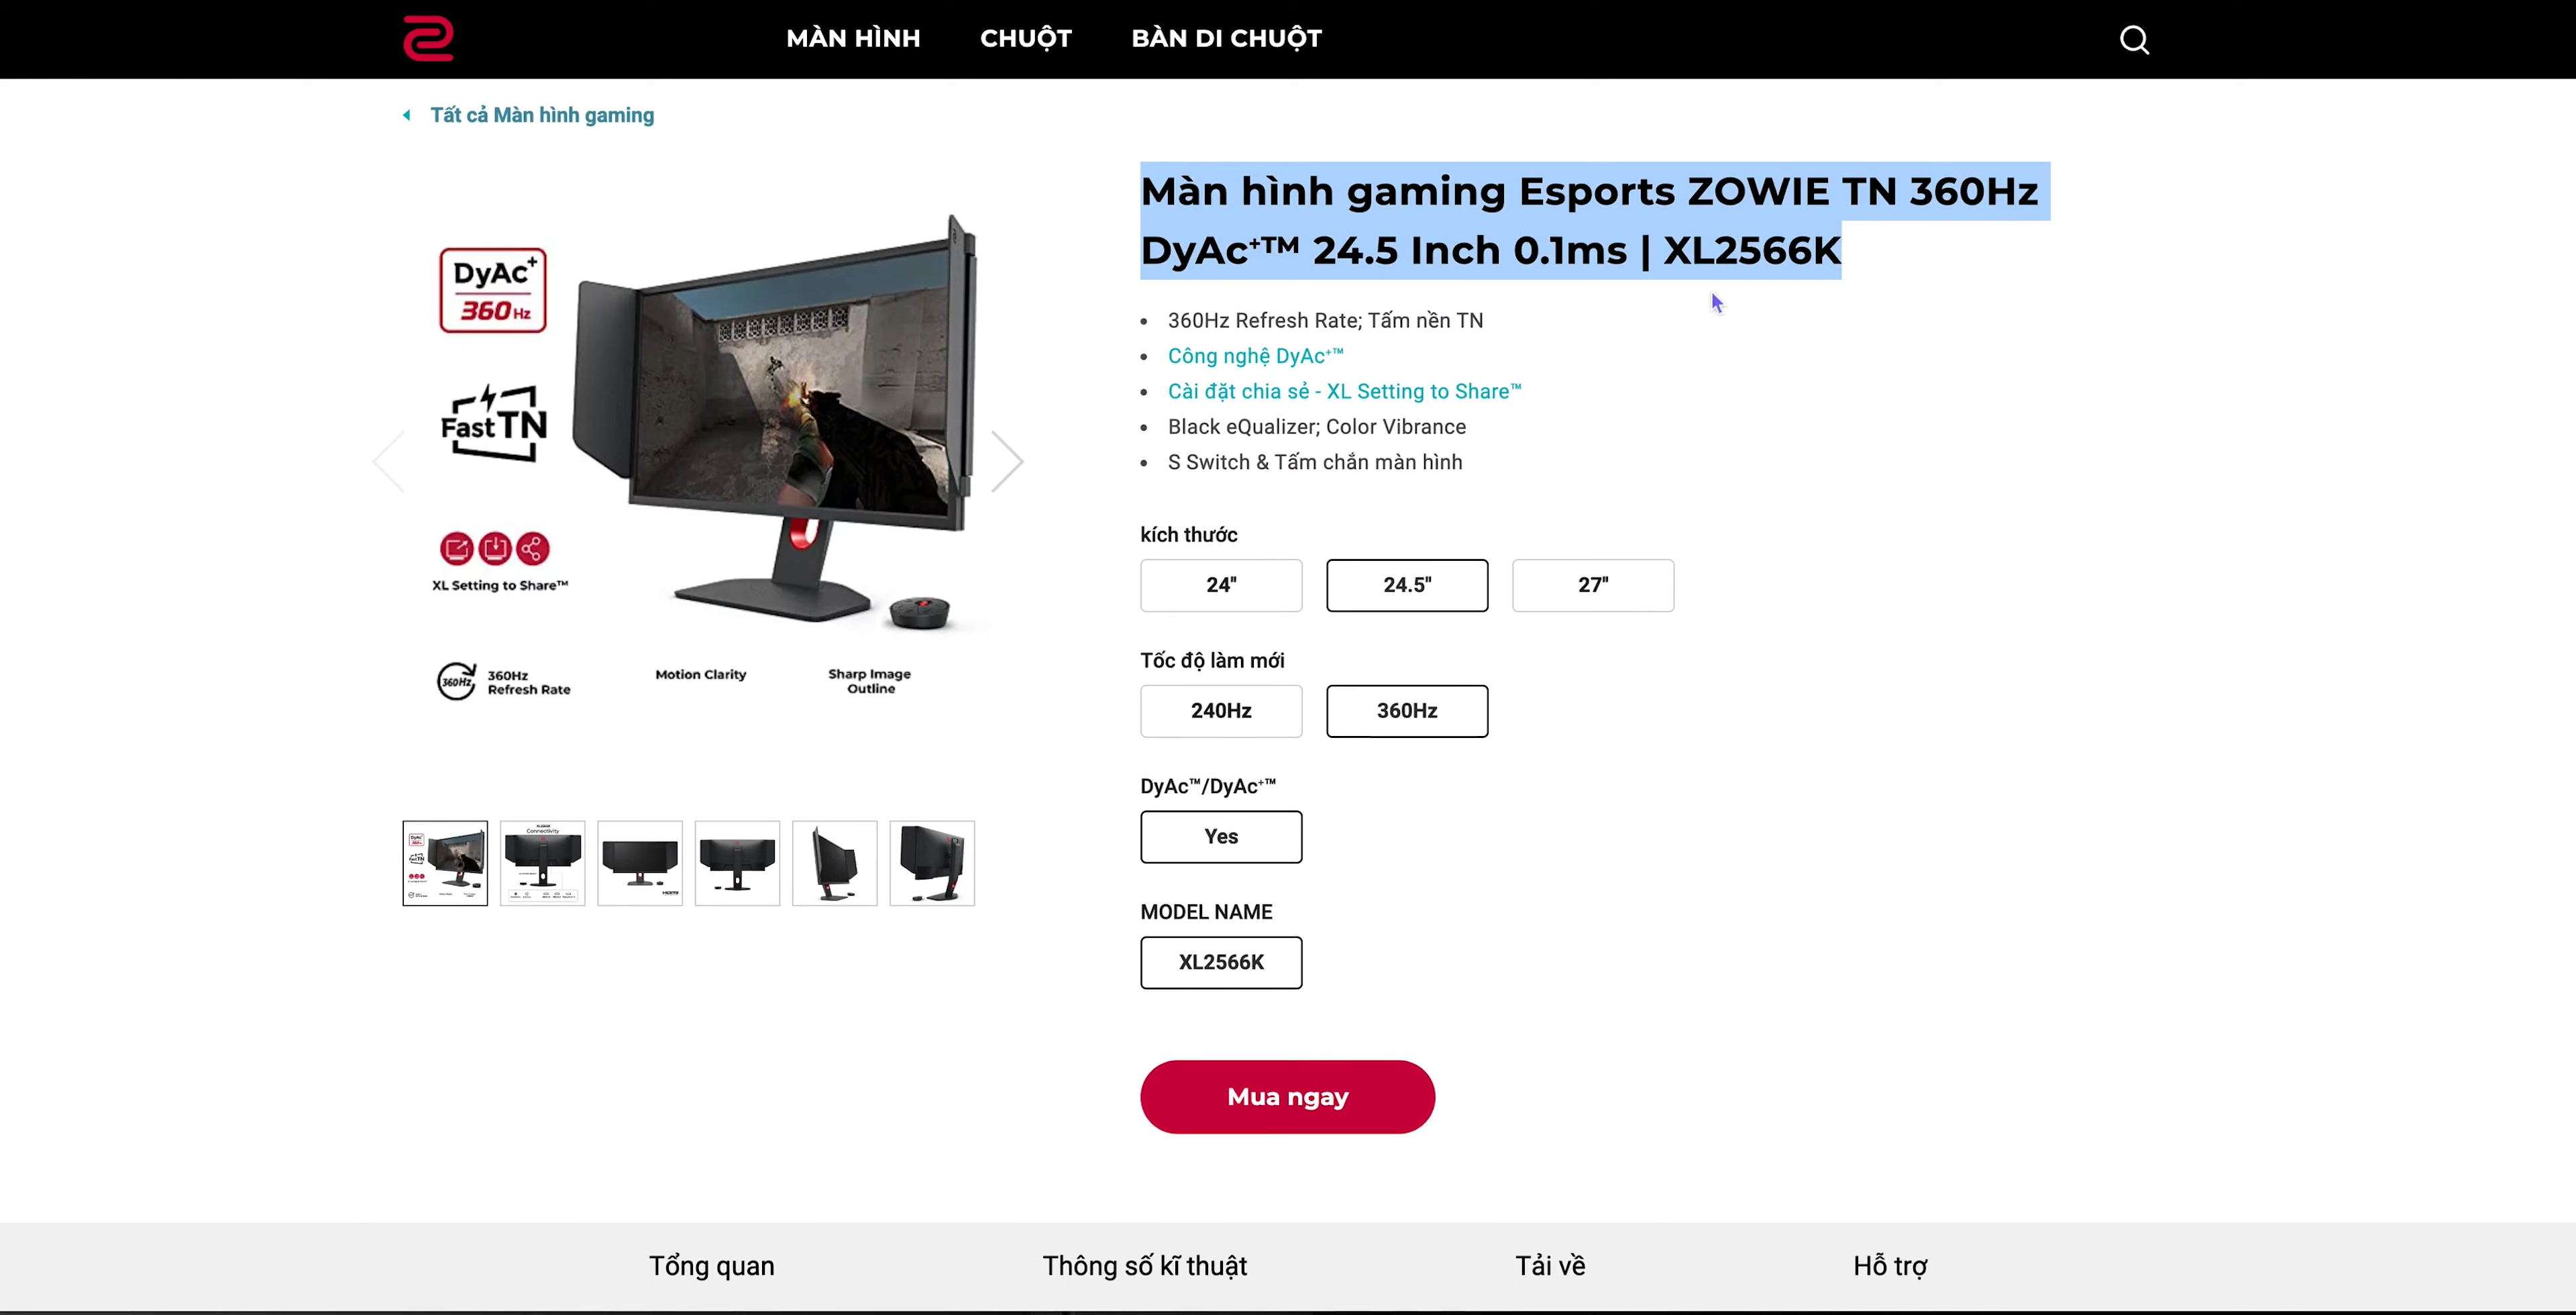 MÀN HÌNH
CHUỘT
BÀN DI CHUỘT
Tất cả Màn hình gaming
DyAc+
360 Hz
Fast TN
XL Setting to Share™
360Hz
360Hz
Refresh Rate
Motion Clarity
Sharp Image
Outline
Connectivity
Màn hình gaming Esports ZOWIE TN 360Hz
DyAc⁺™ 24.5 Inch 0.1ms | XL2566K
360Hz Refresh Rate; Tấm nền TN
Công nghệ DyAc⁺™
Cài đặt chia sẻ - XL Setting to Share™
Black eQualizer; Color Vibrance
S Switch & Tấm chắn màn hình
kích thước
24"
24.5"
27"
Tốc độ làm mới
240Hz
360Hz
DyAc™/DyAc⁺™
Yes
MODEL NAME
XL2566K
Mua ngay
Tổng quan
Thông số kĩ thuật
Tải về
Hỗ trợ